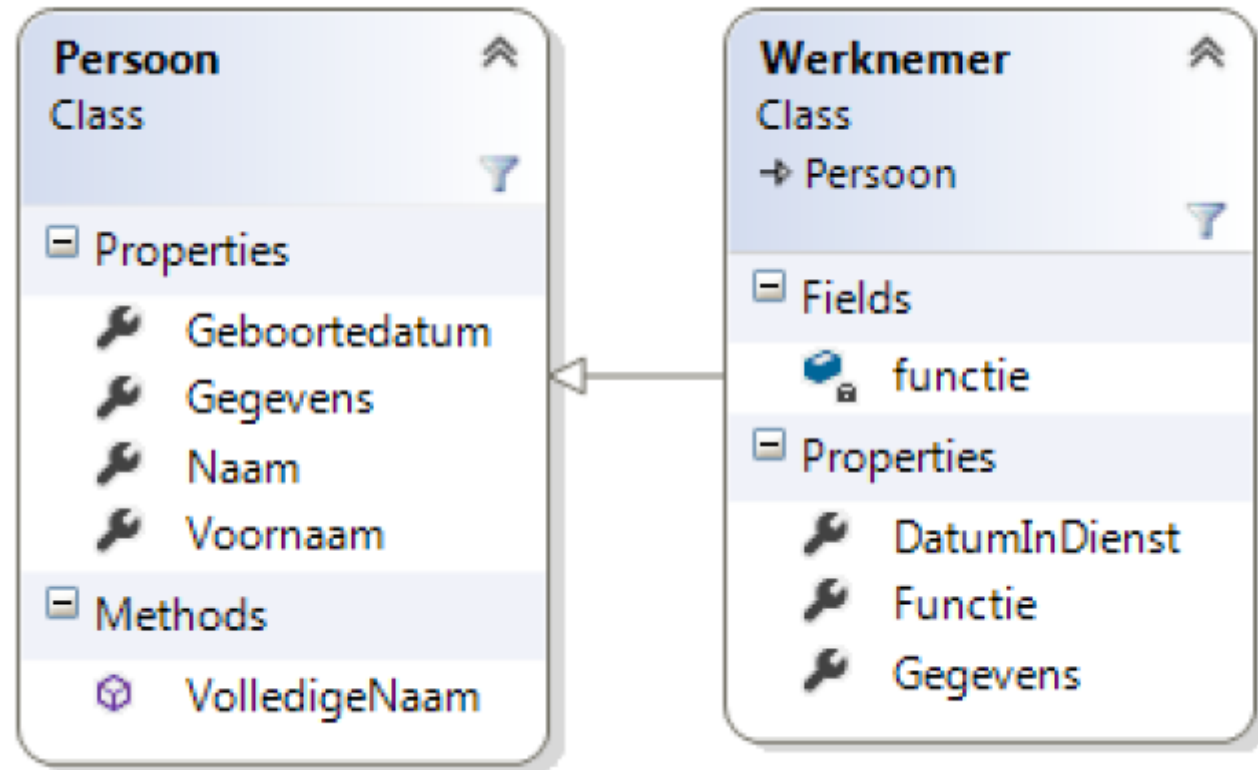 Persoon
Class
Properties
Geboortedatum
Gegevens
Naam
Voornaam
Methods
VolledigeNaam
Werknemer
Class
Persoon
Fields
functie
Properties
DatumInDienst
Functie
Gegevens